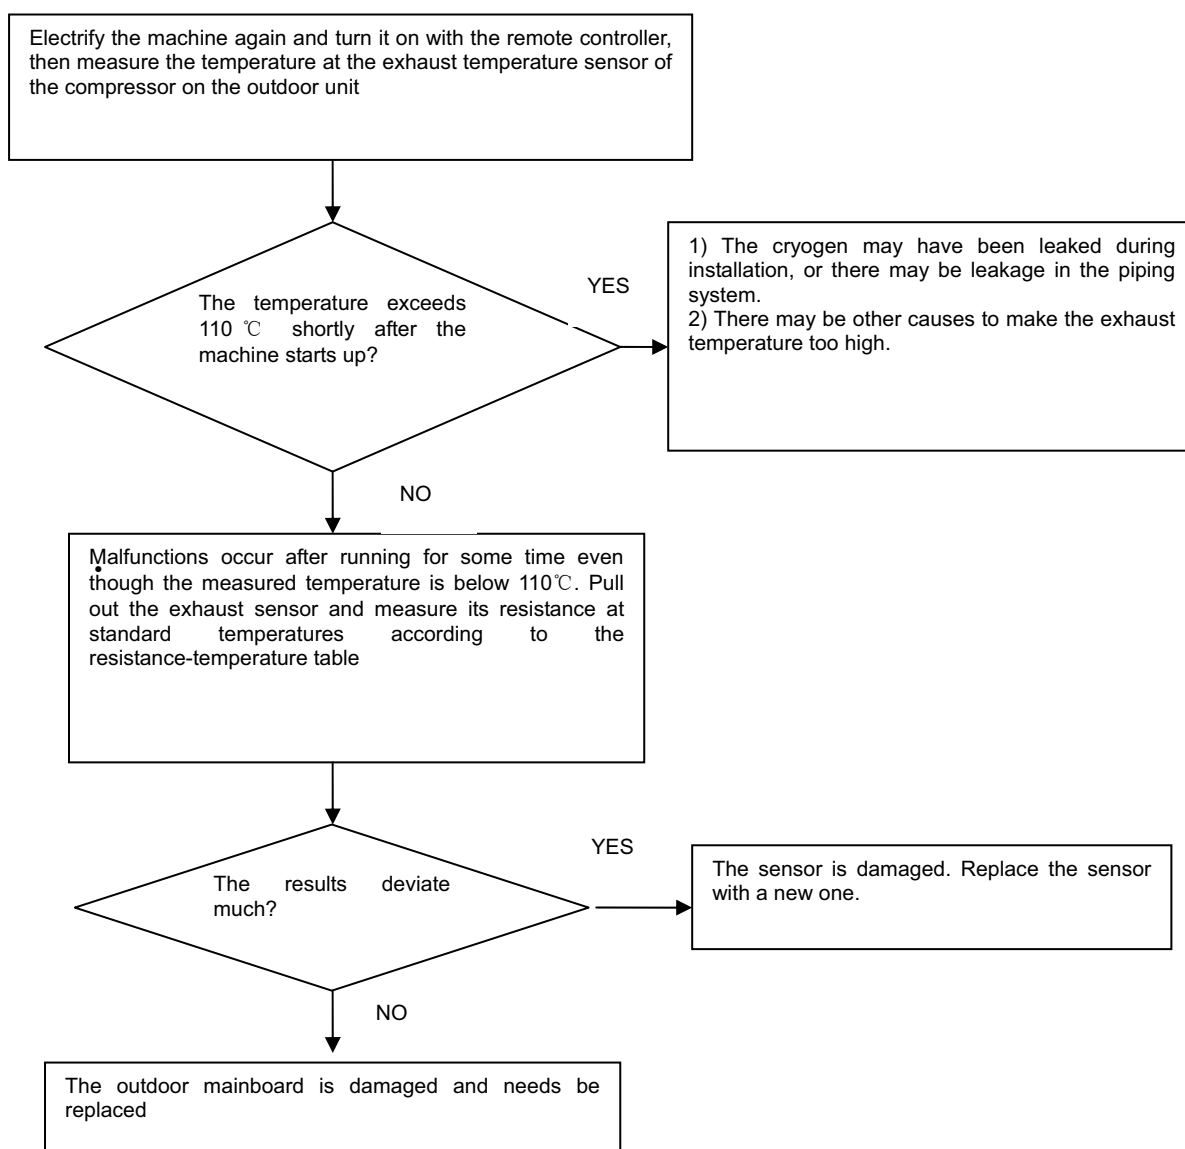 Electrify the machine again and turn it on with the remote controller,
then measure the temperature at the exhaust temperature sensor of
the compressor on the outdoor unit
The temperature exceeds
110 ℃ shortly after the
machine starts up?
YES
1) The cryogen may have been leaked during
installation, or there may be leakage in the piping
system.
2) There may be other causes to make the exhaust
temperature too high.
NO
Malfunctions occur after running for some time even
though the measured temperature is below 110℃. Pull
out the exhaust sensor and measure its resistance at
standard temperatures according to the
resistance-temperature table
The results deviate
much?
YES
The sensor is damaged. Replace the sensor
with a new one.
NO
The outdoor mainboard is damaged and needs be
replaced